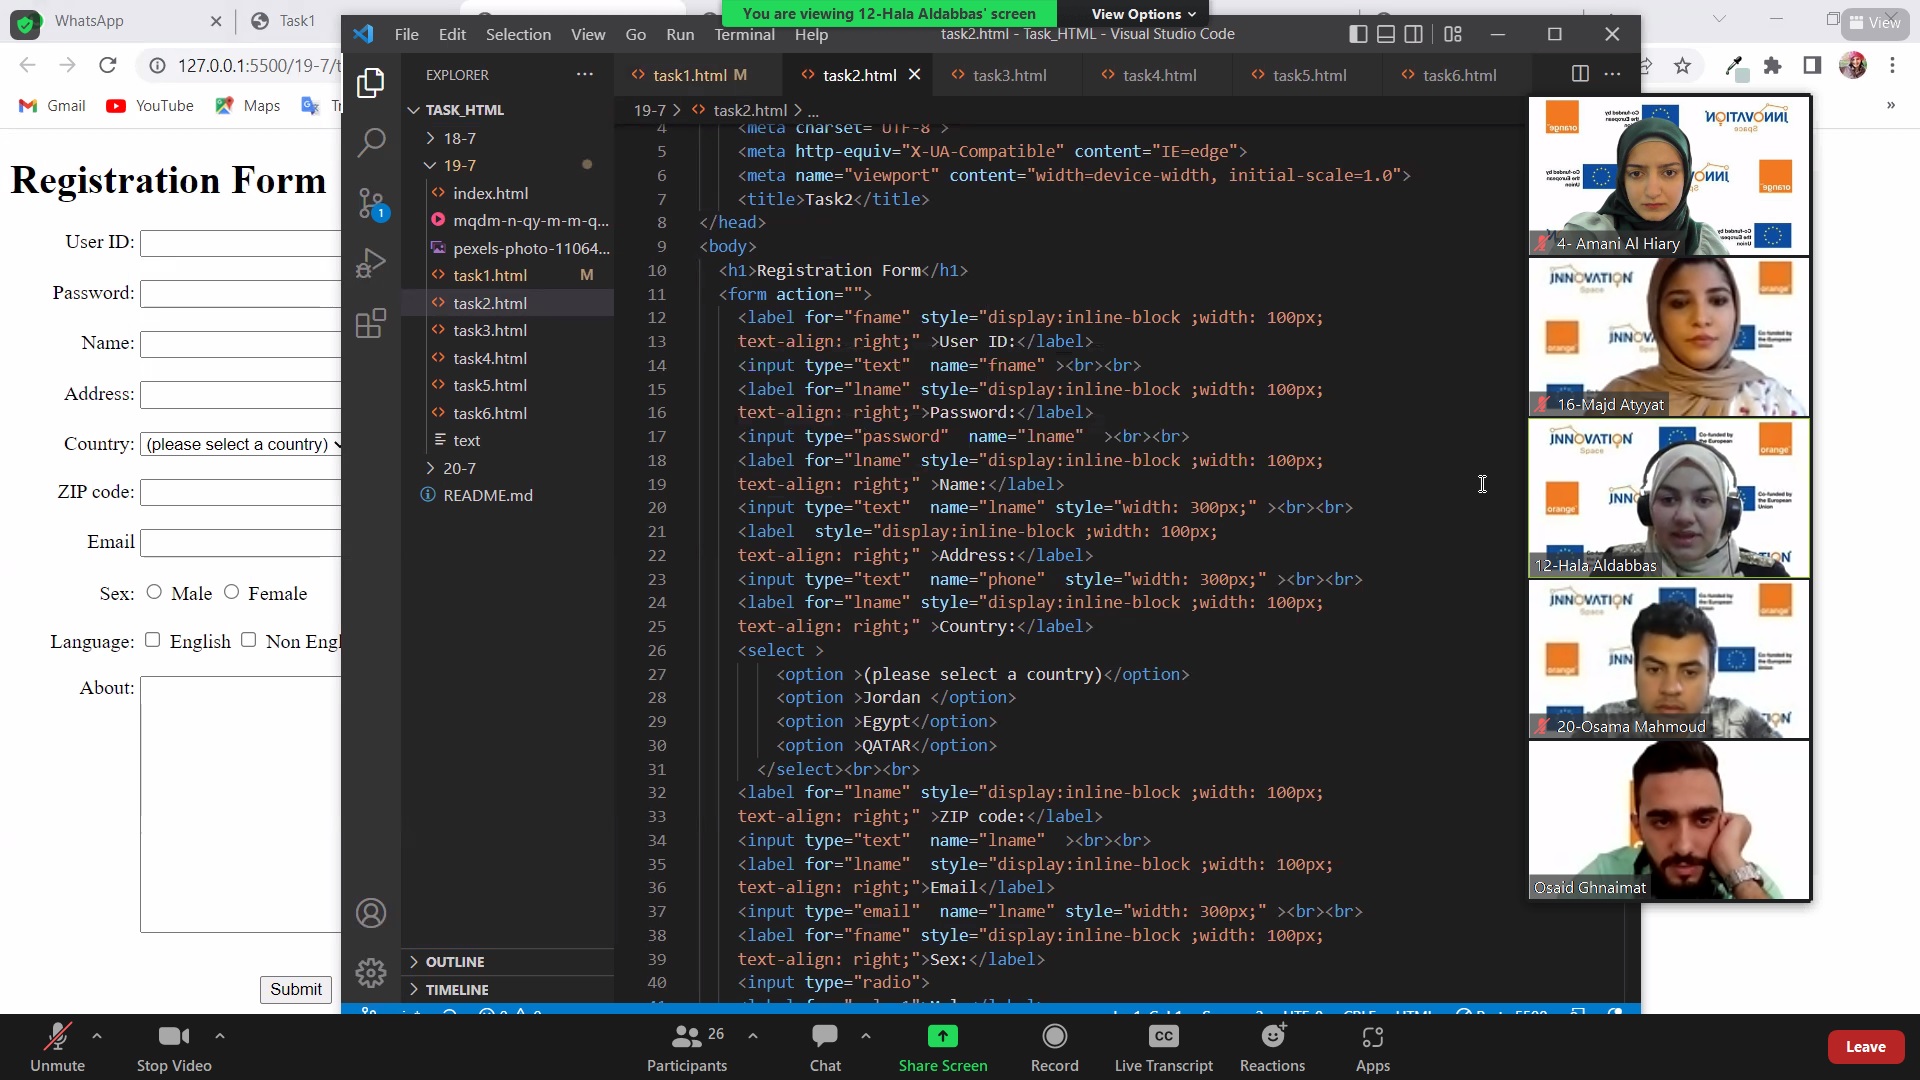 WhatsApp
Task1
You are viewing 12-Hala Aldabbas' screen
View Options
View
File Edit Selection View Go Run Terminal Help
task2.html - Task_HTML - Visual Studio Code
127.0.0.1:5500/19-7/t
Gmail YouTube Maps
EXPLORER
task1.html M
task2.html
task3.html
task4.html
task5.html
task6.html
TASK_HTML
18-7
19-7
index.html
mqdm-n-qy-m-m-q...
pexels-photo-11064...
task1.html M
task2.html
task3.html
task4.html
task5.html
task6.html
text
20-7
README.md
OUTLINE
TIMELINE
19-7 > task2.html > ...
4 <meta charset="UTF-8">
5 <meta http-equiv="X-UA-Compatible" content="IE=edge">
6 <meta name="viewport" content="width=device-width, initial-scale=1.0">
7 <title>Task2</title>
8 </head>
9 <body>
10 <h1>Registration Form</h1>
11 <form action="">
12 <label for="fname" style="display:inline-block ;width: 100px;
13 text-align: right;" >User ID:</label>
14 <input type="text"  name="fname" ><br><br>
15 <label for="lname" style="display:inline-block ;width: 100px;
16 text-align: right;">Password:</label>
17 <input type="password"  name="lname"  ><br><br>
18 <label for="lname" style="display:inline-block ;width: 100px;
19 text-align: right;" >Name:</label>
20 <input type="text"  name="lname" style="width: 300px;" ><br><br>
21 <label  style="display:inline-block ;width: 100px;
22 text-align: right;" >Address:</label>
23 <input type="text"  name="phone"  style="width: 300px;" ><br><br>
24 <label for="lname" style="display:inline-block ;width: 100px;
25 text-align: right;" >Country:</label>
26 <select >
27 <option >(please select a country)</option>
28 <option >Jordan </option>
29 <option >Egypt</option>
30 <option >QATAR</option>
31 </select><br><br>
32 <label for="lname" style="display:inline-block ;width: 100px;
33 text-align: right;" >ZIP code:</label>
34 <input type="text"  name="lname"  ><br><br>
35 <label for="lname"  style="display:inline-block ;width: 100px;
36 text-align: right;">Email</label>
37 <input type="email"  name="lname" style="width: 300px;" ><br><br>
38 <label for="fname" style="display:inline-block ;width: 100px;
39 text-align: right;">Sex:</label>
40 <input type="radio">
Registration Form
User ID:
Password:
Name:
Address:
Country: (please select a country)
ZIP code:
Email
Sex: Male Female
Language: English Non Engl
About:
Submit
4- Amani Al Hiary
16-Majd Atyyat
12-Hala Aldabbas
20-Osama Mahmoud
Osaid Ghnaimat
INNOVATION
Space
orange
Co-funded by
the European
Union
Unmute
Stop Video
Participants 26
Chat
Share Screen
Record
CC
Live Transcript
Reactions
Apps
Leave